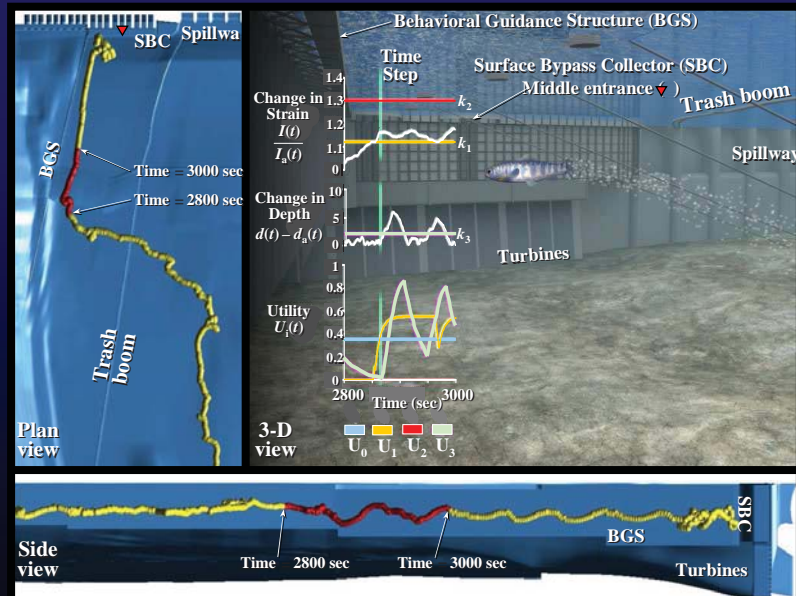 SBC
Spillwa
BGS
Time = 3000 sec
Time = 2800 sec
Trash
boom
Plan
view
Behavioral Guidance Structure (BGS)
Time
Step
Surface Bypass Collector (SBC)
Middle entrance ( )
Trash boom
Spillway
Turbines
Change in
Strain
I(t)
Iₐ(t)
1.4
1.3
1.2
1.1
0
k₂
k₁
Change in
Depth
d(t) – dₐ(t)
10
5
0
k₃
Utility
Uᵢ(t)
1
0.8
0.6
0.4
0.2
0
2800
3000
Time (sec)
3-D
view
U₀ U₁ U₂ U₃
Side
view
Time 2800 sec
Time 3000 sec
BGS
SBC
Turbines